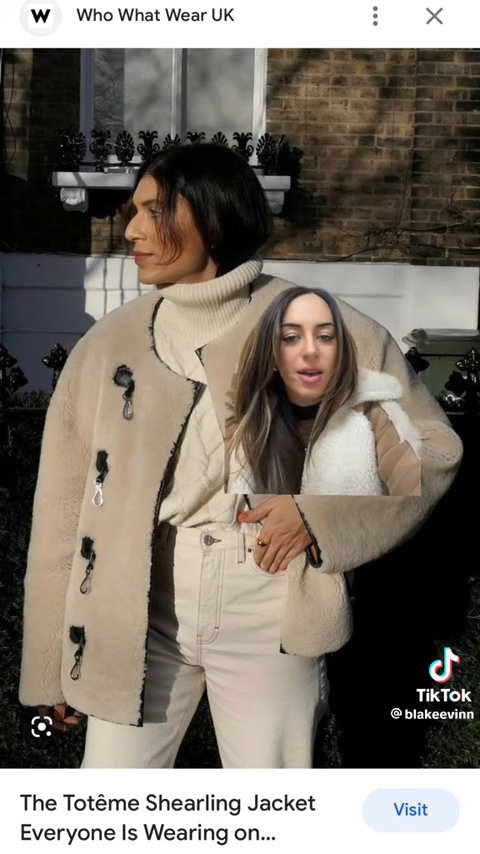 W
Who What Wear UK
TikTok
@blakeevinn
The Totême Shearling Jacket
Everyone Is Wearing on...
Visit